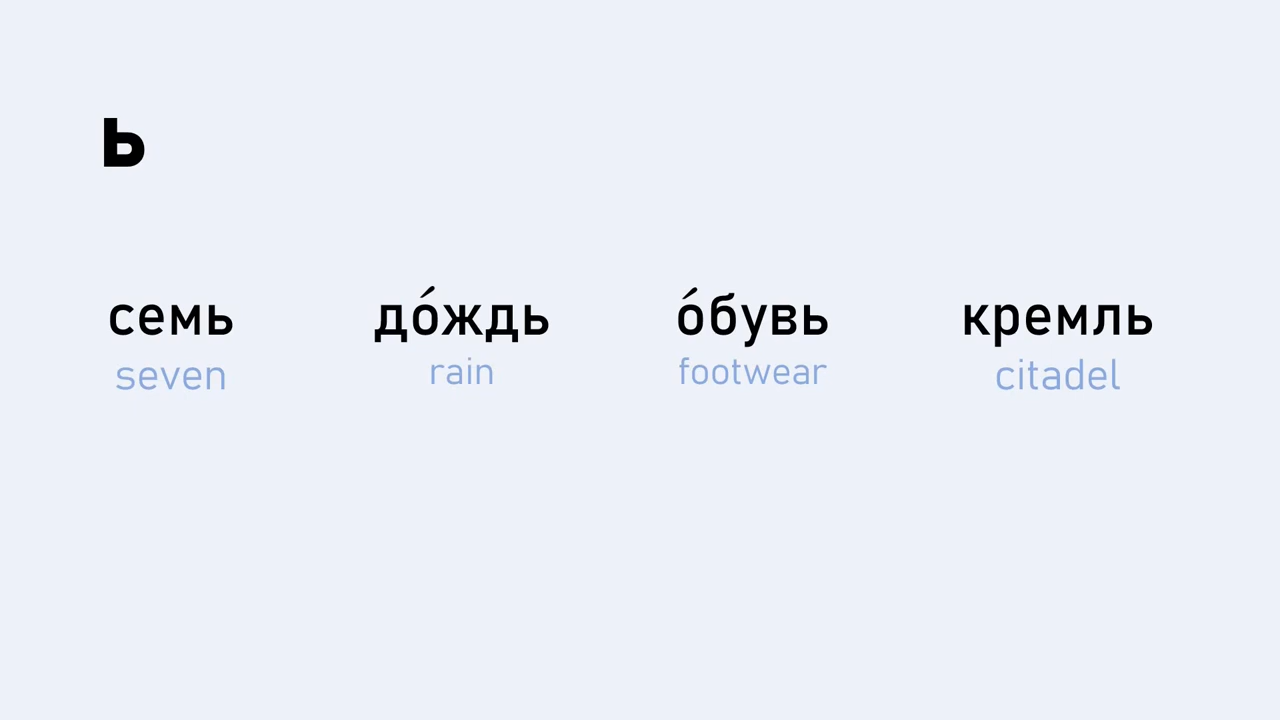 ь
семь до́ждь о́бувь кремль
seven rain footwear citadel